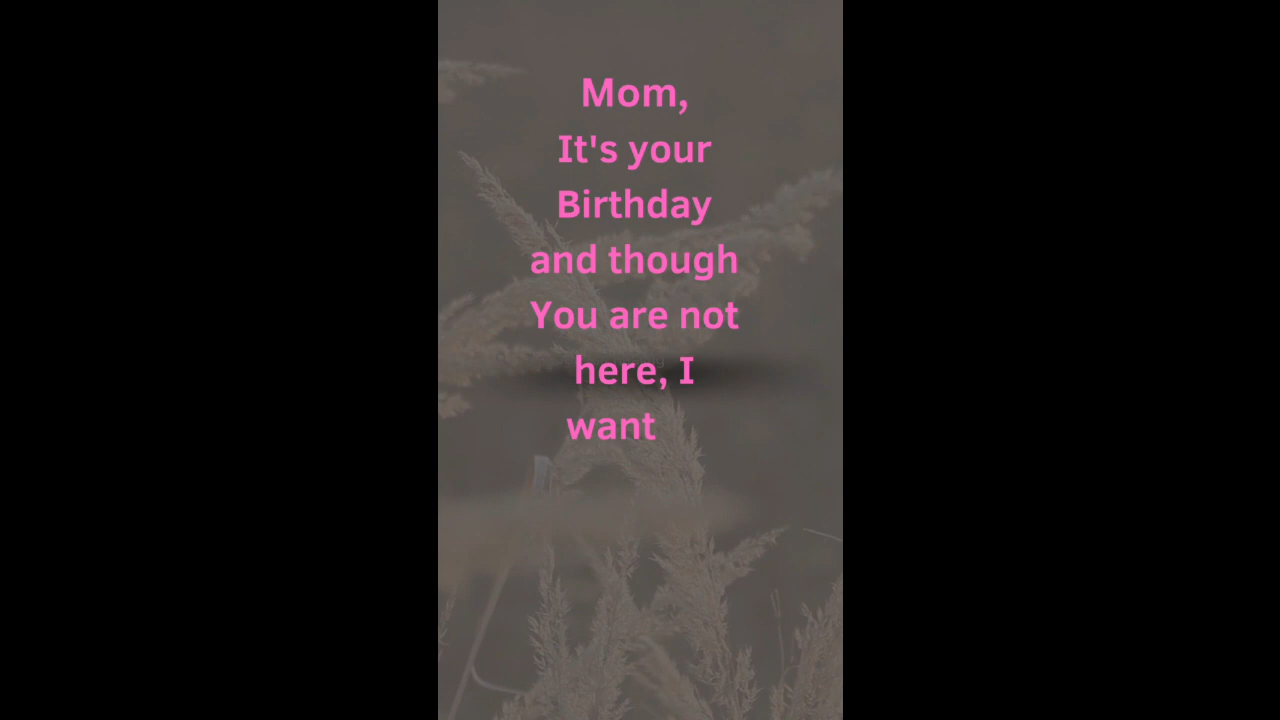 Mom,
It's your
Birthday
and though
You are not
here, I
want